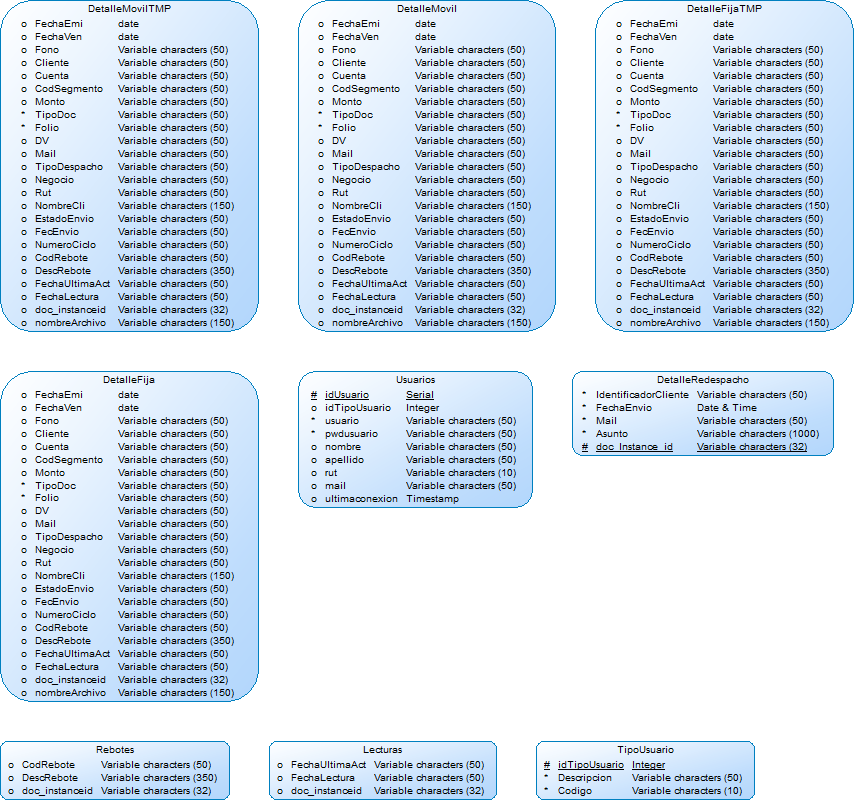 DetalleMovilTMP
o FechaEmi date
o FechaVen date
o Fono Variable characters (50)
o Cliente Variable characters (50)
o Cuenta Variable characters (50)
o CodSegmento Variable characters (50)
o Monto Variable characters (50)
* TipoDoc Variable characters (50)
* Folio Variable characters (50)
o DV Variable characters (50)
o Mail Variable characters (50)
o TipoDespacho Variable characters (50)
o Negocio Variable characters (50)
o Rut Variable characters (50)
o NombreCli Variable characters (150)
o EstadoEnvio Variable characters (50)
o FecEnvio Variable characters (50)
o NumeroCiclo Variable characters (50)
o CodRebote Variable characters (50)
o DescRebote Variable characters (350)
o FechaUltimaAct Variable characters (50)
o FechaLectura Variable characters (50)
o doc_instanceid Variable characters (32)
o nombreArchivo Variable characters (150)
DetalleMovil
o FechaEmi date
o FechaVen date
o Fono Variable characters (50)
o Cliente Variable characters (50)
o Cuenta Variable characters (50)
o CodSegmento Variable characters (50)
o Monto Variable characters (50)
* TipoDoc Variable characters (50)
* Folio Variable characters (50)
o DV Variable characters (50)
o Mail Variable characters (50)
o TipoDespacho Variable characters (50)
o Negocio Variable characters (50)
o Rut Variable characters (50)
o NombreCli Variable characters (150)
o EstadoEnvio Variable characters (50)
o FecEnvio Variable characters (50)
o NumeroCiclo Variable characters (50)
o CodRebote Variable characters (50)
o DescRebote Variable characters (350)
o FechaUltimaAct Variable characters (50)
o FechaLectura Variable characters (50)
o doc_instanceid Variable characters (32)
o nombreArchivo Variable characters (150)
DetalleFijaTMP
o FechaEmi date
o FechaVen date
o Fono Variable characters (50)
o Cliente Variable characters (50)
o Cuenta Variable characters (50)
o CodSegmento Variable characters (50)
o Monto Variable characters (50)
* TipoDoc Variable characters (50)
* Folio Variable characters (50)
o DV Variable characters (50)
o Mail Variable characters (50)
o TipoDespacho Variable characters (50)
o Negocio Variable characters (50)
o Rut Variable characters (50)
o NombreCli Variable characters (150)
o EstadoEnvio Variable characters (50)
o FecEnvio Variable characters (50)
o NumeroCiclo Variable characters (50)
o CodRebote Variable characters (50)
o DescRebote Variable characters (350)
o FechaUltimaAct Variable characters (50)
o FechaLectura Variable characters (50)
o doc_instanceid Variable characters (32)
o nombreArchivo Variable characters (150)
DetalleFija
o FechaEmi date
o FechaVen date
o Fono Variable characters (50)
o Cliente Variable characters (50)
o Cuenta Variable characters (50)
o CodSegmento Variable characters (50)
o Monto Variable characters (50)
* TipoDoc Variable characters (50)
* Folio Variable characters (50)
o DV Variable characters (50)
o Mail Variable characters (50)
o TipoDespacho Variable characters (50)
o Negocio Variable characters (50)
o Rut Variable characters (50)
o NombreCli Variable characters (150)
o EstadoEnvio Variable characters (50)
o FecEnvio Variable characters (50)
o NumeroCiclo Variable characters (50)
o CodRebote Variable characters (50)
o DescRebote Variable characters (350)
o FechaUltimaAct Variable characters (50)
o FechaLectura Variable characters (50)
o doc_instanceid Variable characters (32)
o nombreArchivo Variable characters (150)
Usuarios
# idUsuario Serial
o idTipoUsuario Integer
* usuario Variable characters (50)
* pwdusuario Variable characters (50)
o nombre Variable characters (50)
o apellido Variable characters (50)
o rut Variable characters (10)
o mail Variable characters (50)
o ultimaconexion Timestamp
DetalleRedespacho
* IdentificadorCliente Variable characters (50)
* FechaEnvio Date & Time
* Mail Variable characters (50)
* Asunto Variable characters (1000)
# doc_Instance_id Variable characters (32)
Rebotes
o CodRebote Variable characters (50)
o DescRebote Variable characters (350)
o doc_instanceid Variable characters (32)
Lecturas
o FechaUltimaAct Variable characters (50)
o FechaLectura Variable characters (50)
o doc_instanceid Variable characters (32)
TipoUsuario
# idTipoUsuario Integer
* Descripcion Variable characters (50)
* Codigo Variable characters (10)